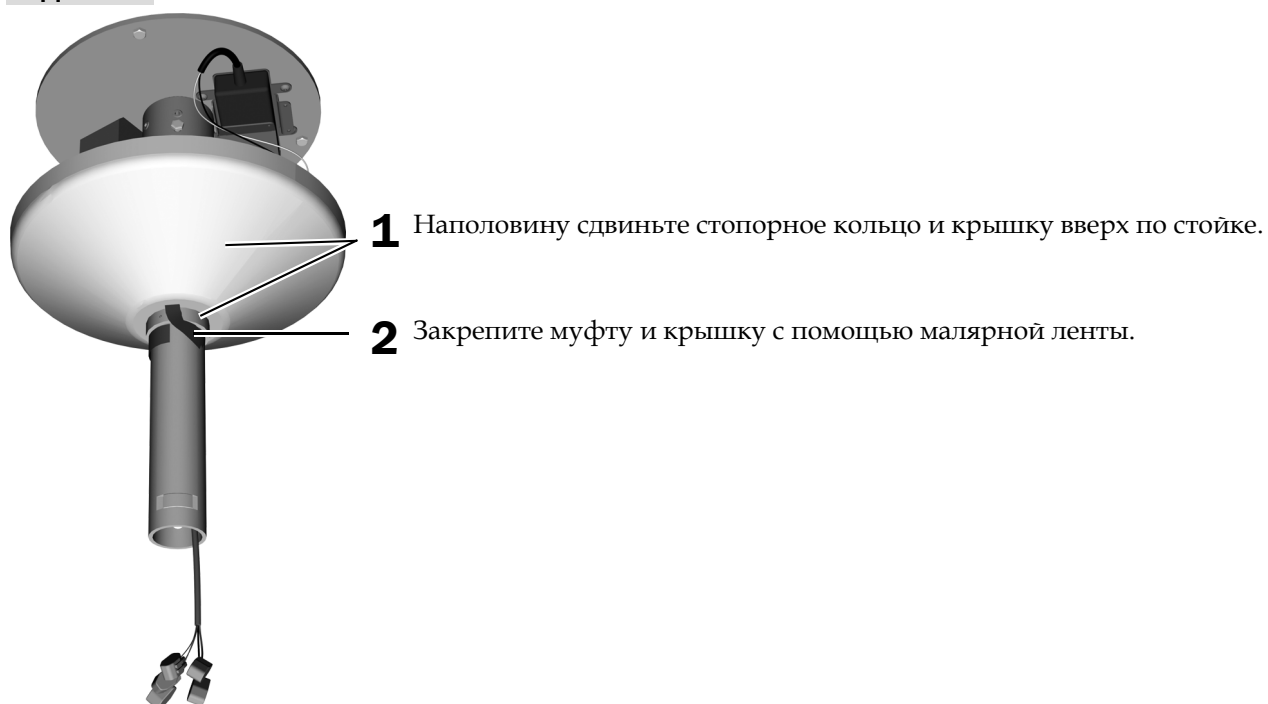 1 Наполовину сдвиньте стопорное кольцо и крышку вверх по стойке.
2 Закрепите муфту и крышку с помощью малярной ленты.